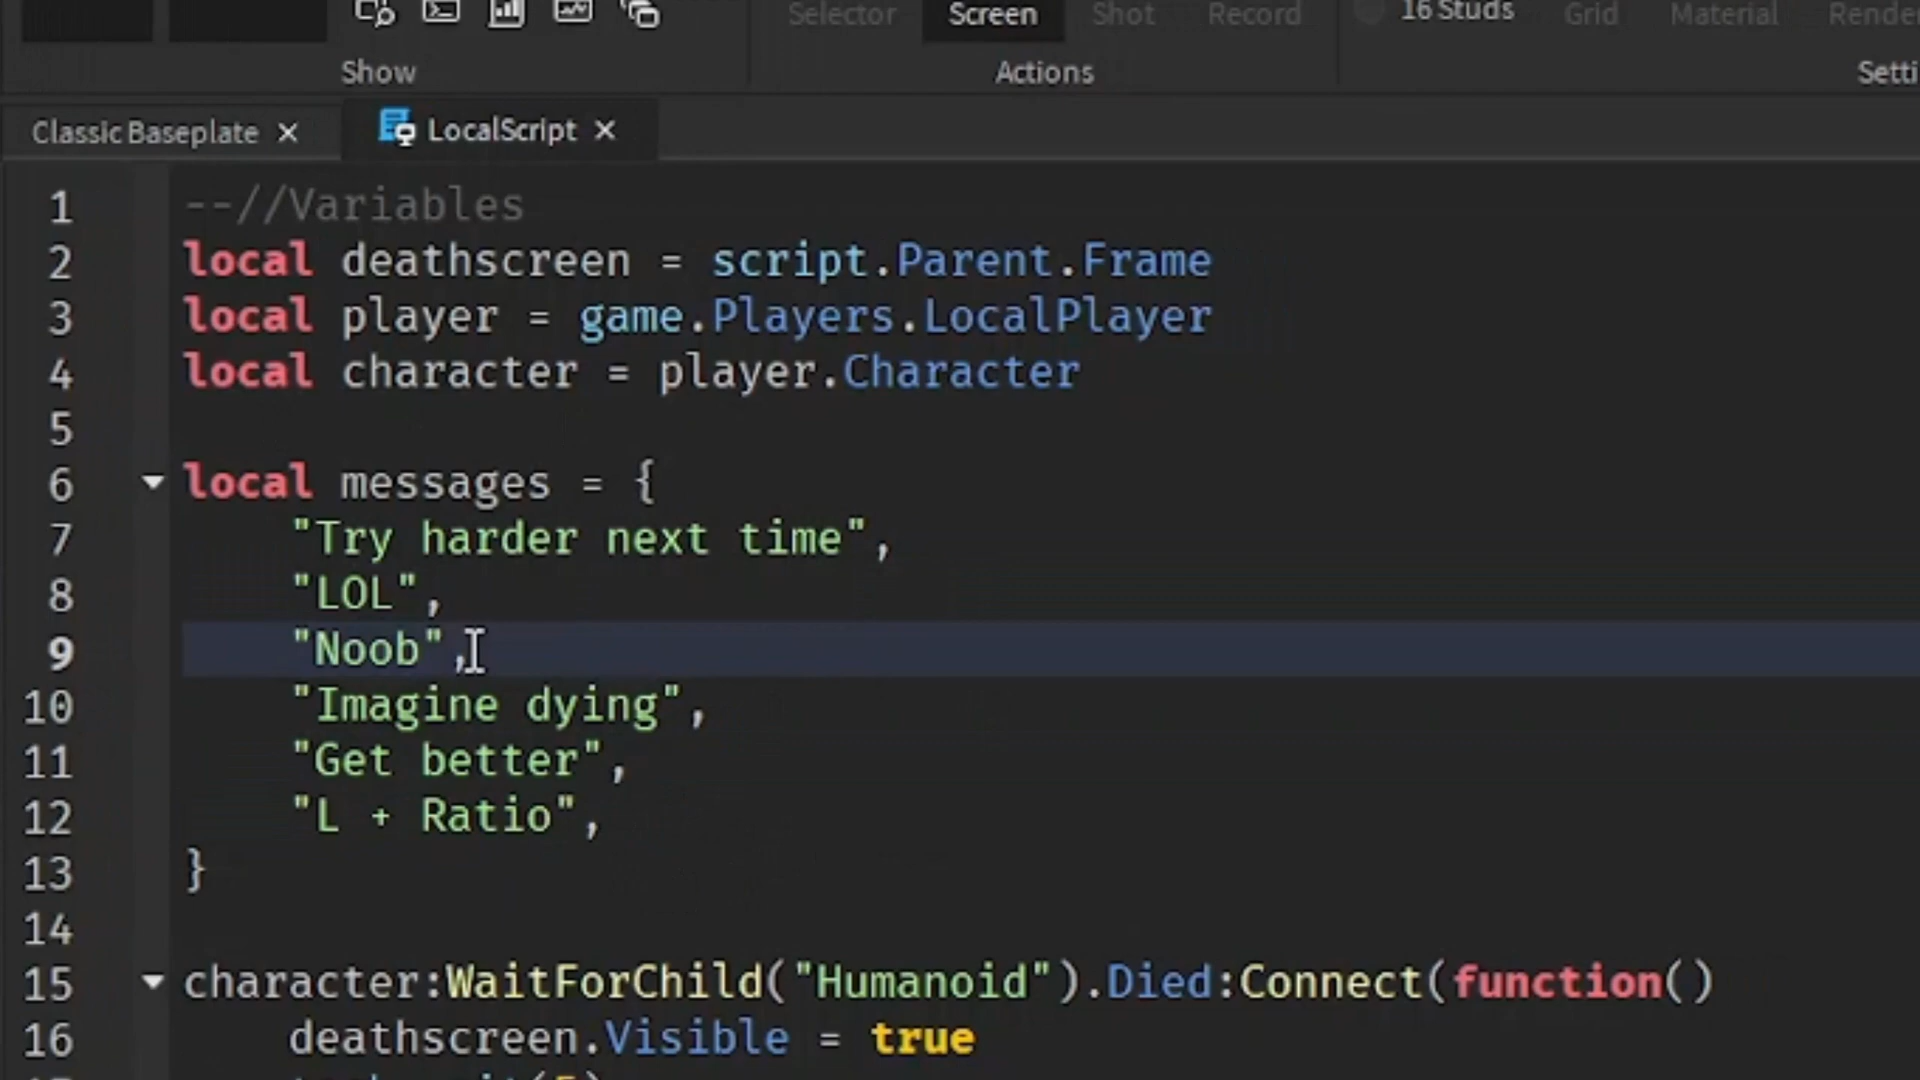 Selector Screen Shot Record 16 Studs Grid Material Render
Show Actions Setti
Classic Baseplate LocalScript
1 --//Variables
2 local deathscreen = script.Parent.Frame
3 local player = game.Players.LocalPlayer
4 local character = player.Character
5
6 local messages = {
7 "Try harder next time",
8 "LOL",
9 "Noob",
10 "Imagine dying",
11 "Get better",
12 "L + Ratio",
13 }
14
15 character:WaitForChild("Humanoid").Died:Connect(function()
16 deathscreen.Visible = true